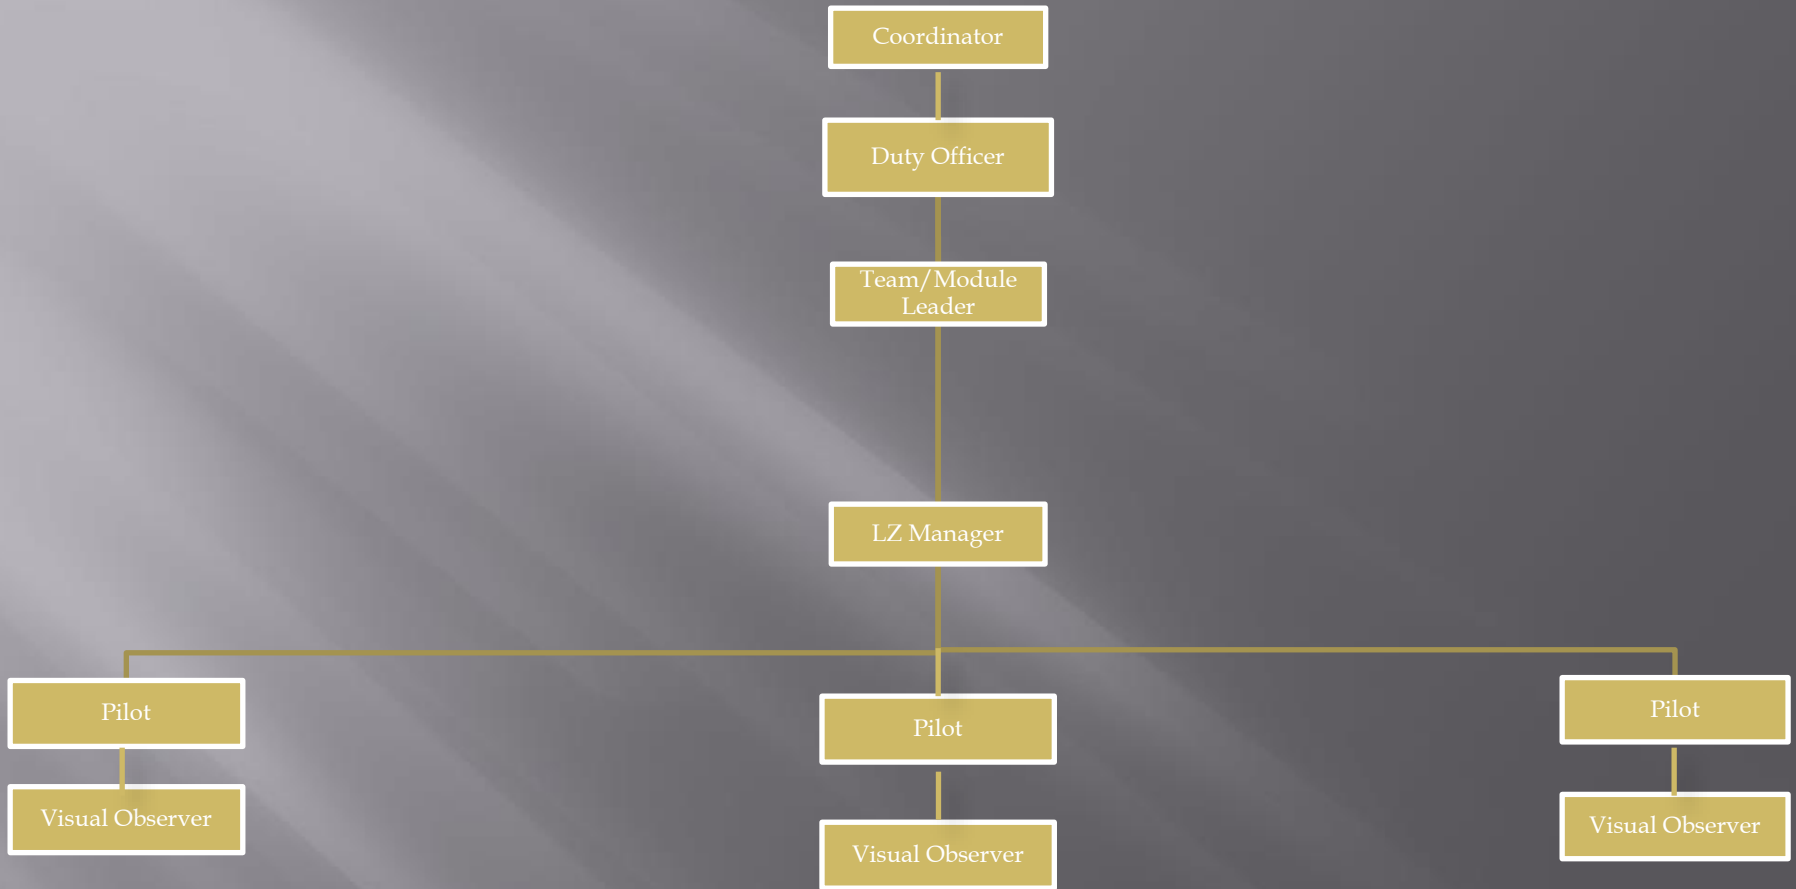 Coordinator
Duty Officer
Team/Module
Leader
LZ Manager
Pilot
Pilot
Pilot
Visual Observer
Visual Observer
Visual Observer